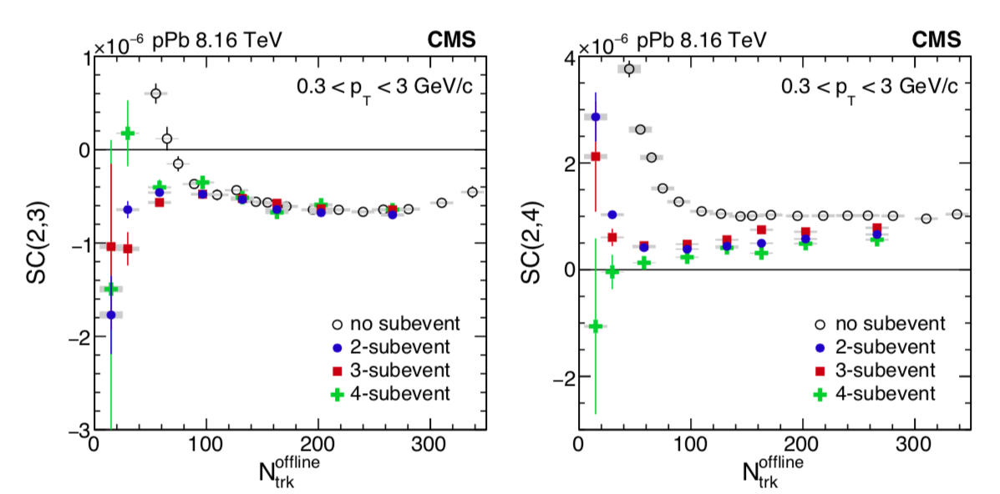 ×10⁻⁶ pPb 8.16 TeV CMS
0.3 < p_T < 3 GeV/c
1
0
−1
−2
−3
SC(2,3)
no subevent
2-subevent
3-subevent
4-subevent
0 100 200 300
N_trk^offline
×10⁻⁶ pPb 8.16 TeV CMS
0.3 < p_T < 3 GeV/c
4
2
0
−2
SC(2,4)
no subevent
2-subevent
3-subevent
4-subevent
0 100 200 300
N_trk^offline